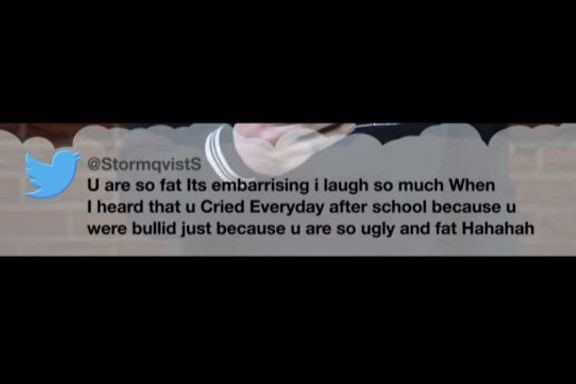 @StormqvistS
U are so fat Its embarrising i laugh so much When
I heard that u Cried Everyday after school because u
were bullid just because u are so ugly and fat Hahahah